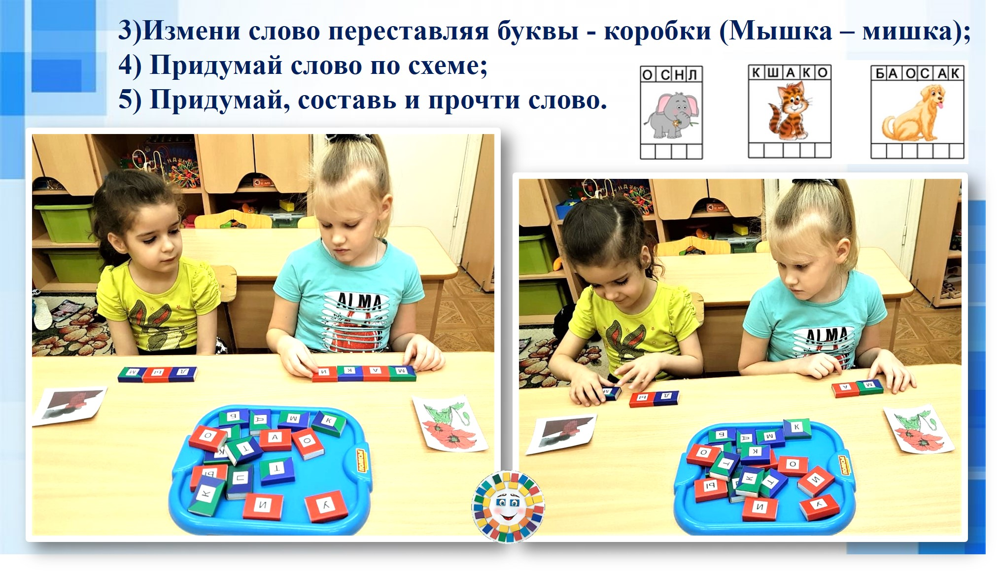 3)Измени слово переставляя буквы - коробки (Мышка – мишка);
4) Придумай слово по схеме;
5) Придумай, составь и прочти слово.
О С Н Л
К Ш А К О
Б А О С А К
ALMA
М Ы Д
И К А М
Б Д М К
О А О
Т
К Т
Ы П
К И У
ALMA
М Ы Д
А М
К
Б Д М
О К
Т О
К Т И
Ы
И У